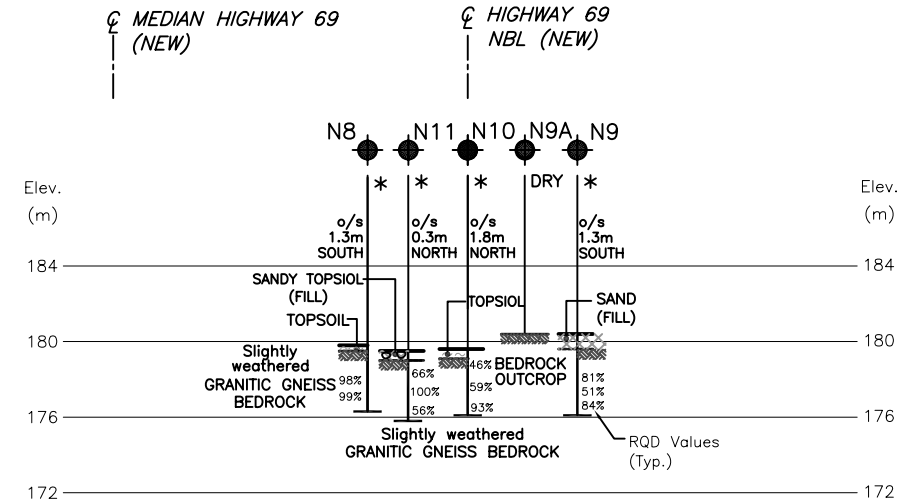 ℄ MEDIAN HIGHWAY 69
(NEW)
℄ HIGHWAY 69
NBL (NEW)
N8
N11
N10
N9A
N9
*
*
*
DRY
*
Elev.
(m)
Elev.
(m)
o/s
1.3m
SOUTH
o/s
0.3m
NORTH
o/s
1.8m
NORTH
o/s
1.3m
SOUTH
184
184
SANDY TOPSIOL
(FILL)
TOPSIOL
SAND
(FILL)
TOPSOIL
180
180
Slightly
weathered
GRANITIC GNEISS
BEDROCK
98%
99%
66%
100%
56%
46%
59%
93%
BEDROCK
OUTCROP
81%
51%
84%
176
176
Slightly weathered
GRANITIC GNEISS BEDROCK
RQD Values
(Typ.)
172
172